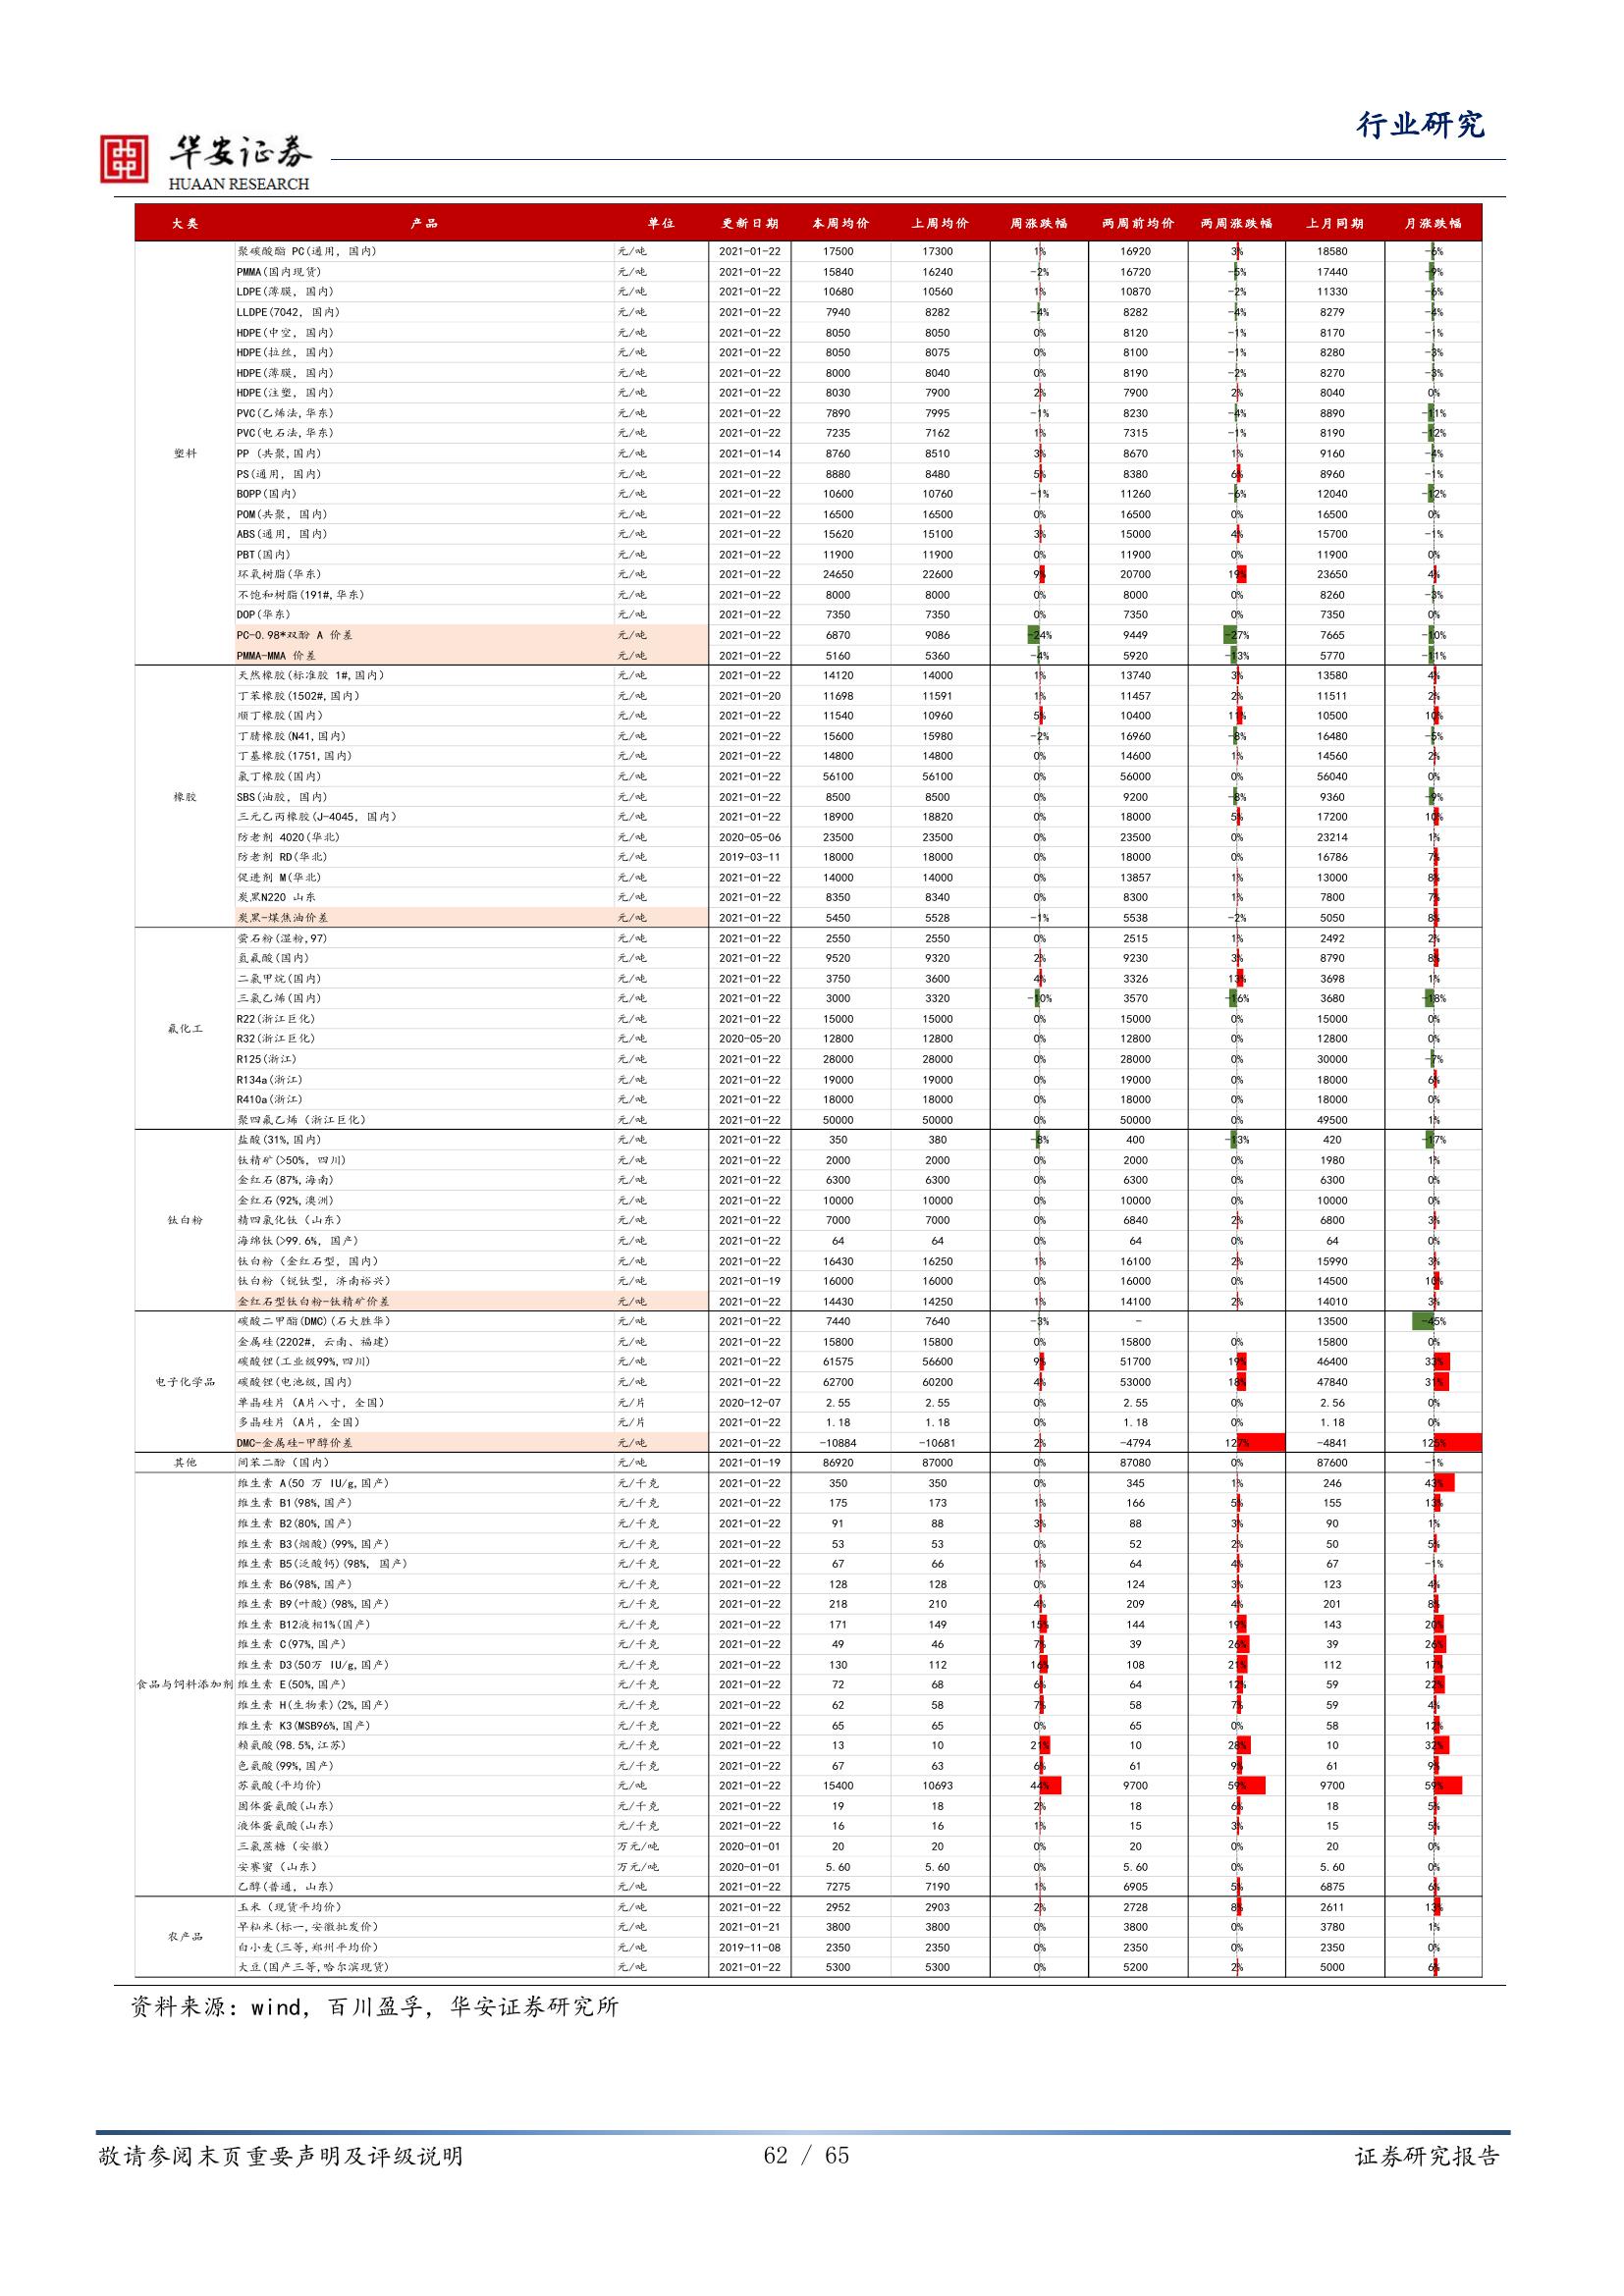 行业研究
华安证券
HUAAN RESEARCH
大类 产品 单位 更新日期 本周均价 上周均价 周涨跌幅 两周前均价 两周涨跌幅 上月同期 月涨跌幅
聚碳酸酯 PC(通用, 国内) 元/吨 2021-01-22 17500 17300 1% 16920 3% 18580 -6%
PMMA(国内现货) 元/吨 2021-01-22 15840 16240 -2% 16720 -5% 17440 -9%
LDPE(薄膜, 国内) 元/吨 2021-01-22 10680 10560 1% 10870 -2% 11330 -6%
LLDPE(7042, 国内) 元/吨 2021-01-22 7940 8282 -4% 8282 -4% 8279 -4%
HDPE(中空, 国内) 元/吨 2021-01-22 8050 8050 0% 8120 -1% 8170 -1%
HDPE(拉丝, 国内) 元/吨 2021-01-22 8050 8075 0% 8100 -1% 8280 -3%
HDPE(薄膜, 国内) 元/吨 2021-01-22 8000 8040 0% 8190 -2% 8270 -3%
HDPE(注塑, 国内) 元/吨 2021-01-22 8030 7900 2% 7900 2% 8040 0%
PVC(乙烯法,华东) 元/吨 2021-01-22 7890 7995 -1% 8230 -4% 8890 -11%
PVC(电石法,华东) 元/吨 2021-01-22 7235 7162 1% 7315 -1% 8190 -12%
塑料 PP (共聚,国内) 元/吨 2021-01-14 8760 8510 3% 8670 1% 9160 -4%
PS(通用, 国内) 元/吨 2021-01-22 8880 8480 5% 8380 6% 8960 -1%
BOPP(国内) 元/吨 2021-01-22 10600 10760 -1% 11260 -6% 12040 -12%
POM(共聚, 国内) 元/吨 2021-01-22 16500 16500 0% 16500 0% 16500 0%
ABS(通用, 国内) 元/吨 2021-01-22 15620 15100 3% 15000 4% 15700 -1%
PBT(国内) 元/吨 2021-01-22 11900 11900 0% 11900 0% 11900 0%
环氧树脂(华东) 元/吨 2021-01-22 24650 22600 9% 20700 19% 23650 4%
不饱和树脂(191#,华东) 元/吨 2021-01-22 8000 8000 0% 8000 0% 8260 -3%
DOP(华东) 元/吨 2021-01-22 7350 7350 0% 7350 0% 7350 0%
PC-0.98*双酚 A 价差 元/吨 2021-01-22 6870 9086 -24% 9449 -27% 7665 -10%
PMMA-MMA 价差 元/吨 2021-01-22 5160 5360 -4% 5920 -13% 5770 -11%
天然橡胶(标准胶 1#,国内) 元/吨 2021-01-22 14120 14000 1% 13740 3% 13580 4%
丁苯橡胶(1502#,国内) 元/吨 2021-01-20 11698 11591 1% 11457 2% 11511 2%
顺丁橡胶(国内) 元/吨 2021-01-22 11540 10960 5% 10400 11% 10500 10%
丁腈橡胶(N41,国内) 元/吨 2021-01-22 15600 15980 -2% 16960 -8% 16480 -5%
丁基橡胶(1751,国内) 元/吨 2021-01-22 14800 14800 0% 14600 1% 14560 2%
氯丁橡胶(国内) 元/吨 2021-01-22 56100 56100 0% 56000 0% 56040 0%
橡胶 SBS(油胶, 国内) 元/吨 2021-01-22 8500 8500 0% 9200 -8% 9360 -9%
三元乙丙橡胶(J-4045, 国内) 元/吨 2021-01-22 18900 18820 0% 18000 5% 17200 10%
防老剂 4020(华北) 元/吨 2020-05-06 23500 23500 0% 23500 0% 23214 1%
防老剂 RD(华北) 元/吨 2019-03-11 18000 18000 0% 18000 0% 16786 7%
促进剂 M(华北) 元/吨 2021-01-22 14000 14000 0% 13857 1% 13000 8%
炭黑N220 山东 元/吨 2021-01-22 8350 8340 0% 8300 1% 7800 7%
炭黑-煤焦油价差 元/吨 2021-01-22 5450 5528 -1% 5538 -2% 5050 8%
萤石粉(湿粉,97) 元/吨 2021-01-22 2550 2550 0% 2515 1% 2492 2%
氢氟酸(国内) 元/吨 2021-01-22 9520 9320 2% 9230 3% 8790 8%
二氯甲烷(国内) 元/吨 2021-01-22 3750 3600 4% 3326 13% 3698 1%
三氯乙烯(国内) 元/吨 2021-01-22 3000 3320 -10% 3570 -16% 3680 -18%
R22(浙江巨化) 元/吨 2021-01-22 15000 15000 0% 15000 0% 15000 0%
氟化工 R32(浙江巨化) 元/吨 2020-05-20 12800 12800 0% 12800 0% 12800 0%
R125(浙江) 元/吨 2021-01-22 28000 28000 0% 28000 0% 30000 -7%
R134a(浙江) 元/吨 2021-01-22 19000 19000 0% 19000 0% 18000 6%
R410a(浙江) 元/吨 2021-01-22 18000 18000 0% 18000 0% 18000 0%
聚四氟乙烯 (浙江巨化) 元/吨 2021-01-22 50000 50000 0% 50000 0% 49500 1%
盐酸(31%,国内) 元/吨 2021-01-22 350 380 -8% 400 -13% 420 -17%
钛精矿(>50%, 四川) 元/吨 2021-01-22 2000 2000 0% 2000 0% 1980 1%
金红石(87%,海南) 元/吨 2021-01-22 6300 6300 0% 6300 0% 6300 0%
金红石(92%,澳洲) 元/吨 2021-01-22 10000 10000 0% 10000 0% 10000 0%
钛白粉 精四氯化钛 (山东) 元/吨 2021-01-22 7000 7000 0% 6840 2% 6800 3%
海绵钛(>99.6%, 国产) 元/吨 2021-01-22 64 64 0% 64 0% 64 0%
钛白粉 (金红石型, 国内) 元/吨 2021-01-22 16430 16250 1% 16100 2% 15990 3%
钛白粉 (锐钛型, 济南裕兴) 元/吨 2021-01-19 16000 16000 0% 16000 0% 14500 10%
金红石型钛白粉-钛精矿价差 元/吨 2021-01-22 14430 14250 1% 14100 2% 14010 3%
碳酸二甲酯(DMC)(石大胜华) 元/吨 2021-01-22 7440 7640 -3% - 13500 -45%
金属硅(2202#, 云南、福建) 元/吨 2021-01-22 15800 15800 0% 15800 0% 15800 0%
碳酸锂(工业级99%,四川) 元/吨 2021-01-22 61575 56600 9% 51700 19% 46400 33%
电子化学品 碳酸锂(电池级,国内) 元/吨 2021-01-22 62700 60200 4% 53000 18% 47840 31%
单晶硅片 (A片八寸, 全国) 元/片 2020-12-07 2.55 2.55 0% 2.55 0% 2.56 0%
多晶硅片 (A片, 全国) 元/片 2021-01-22 1.18 1.18 0% 1.18 0% 1.18 0%
DMC-金属硅-甲醇价差 元/吨 2021-01-22 -10884 -10681 2% -4794 127% -4841 125%
其他 间苯二酚 (国内) 元/吨 2021-01-19 86920 87000 0% 87080 0% 87600 -1%
维生素 A(50 万 IU/g,国产) 元/千克 2021-01-22 350 350 0% 345 1% 246 43%
维生素 B1(98%,国产) 元/千克 2021-01-22 175 173 1% 166 5% 155 13%
维生素 B2(80%,国产) 元/千克 2021-01-22 91 88 3% 88 3% 90 1%
维生素 B3(烟酸)(99%,国产) 元/千克 2021-01-22 53 53 0% 52 2% 50 5%
维生素 B5(泛酸钙)(98%, 国产) 元/千克 2021-01-22 67 66 1% 64 4% 67 -1%
维生素 B6(98%,国产) 元/千克 2021-01-22 128 128 0% 124 3% 123 4%
维生素 B9(叶酸)(98%,国产) 元/千克 2021-01-22 218 210 4% 209 4% 201 8%
维生素 B12液相1%(国产) 元/千克 2021-01-22 171 149 15% 144 19% 143 20%
维生素 C(97%,国产) 元/千克 2021-01-22 49 46 7% 39 26% 39 26%
维生素 D3(50万 IU/g,国产) 元/千克 2021-01-22 130 112 16% 108 21% 112 17%
食品与饲料添加剂 维生素 E(50%,国产) 元/千克 2021-01-22 72 68 6% 64 12% 59 22%
维生素 H(生物素)(2%,国产) 元/千克 2021-01-22 62 58 7% 58 7% 59 4%
维生素 K3(MSB96%,国产) 元/千克 2021-01-22 65 65 0% 65 0% 58 12%
赖氨酸(98.5%,江苏) 元/千克 2021-01-22 13 10 21% 10 28% 10 32%
色氨酸(99%,国产) 元/千克 2021-01-22 67 63 6% 61 9% 61 9%
苏氨酸(平均价) 元/吨 2021-01-22 15400 10693 44% 9700 59% 9700 59%
固体蛋氨酸(山东) 元/千克 2021-01-22 19 18 2% 18 6% 18 5%
液体蛋氨酸(山东) 元/千克 2021-01-22 16 16 1% 15 3% 15 5%
三氯蔗糖 (安徽) 万元/吨 2020-01-01 20 20 0% 20 0% 20 0%
安赛蜜 (山东) 万元/吨 2020-01-01 5.60 5.60 0% 5.60 0% 5.60 0%
乙醇(普通, 山东) 元/吨 2021-01-22 7275 7190 1% 6905 5% 6875 6%
玉米 (现货平均价) 元/吨 2021-01-22 2952 2903 2% 2728 8% 2611 13%
早籼米(标一,安徽批发价) 元/吨 2021-01-21 3800 3800 0% 3800 0% 3780 1%
农产品 白小麦(三等,郑州平均价) 元/吨 2019-11-08 2350 2350 0% 2350 0% 2350 0%
大豆(国产三等,哈尔滨现货) 元/吨 2021-01-22 5300 5300 0% 5200 2% 5000 6%
资料来源: wind, 百川盈孚, 华安证券研究所
敬请参阅末页重要声明及评级说明 62 / 65 证券研究报告